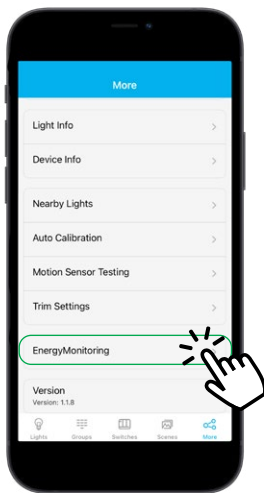 More
Light Info
Device Info
Nearby Lights
Auto Calibration
Motion Sensor Testing
Trim Settings
EnergyMonitoring
Version
Version: 1.1.8
Lights Groups Switches Scenes More